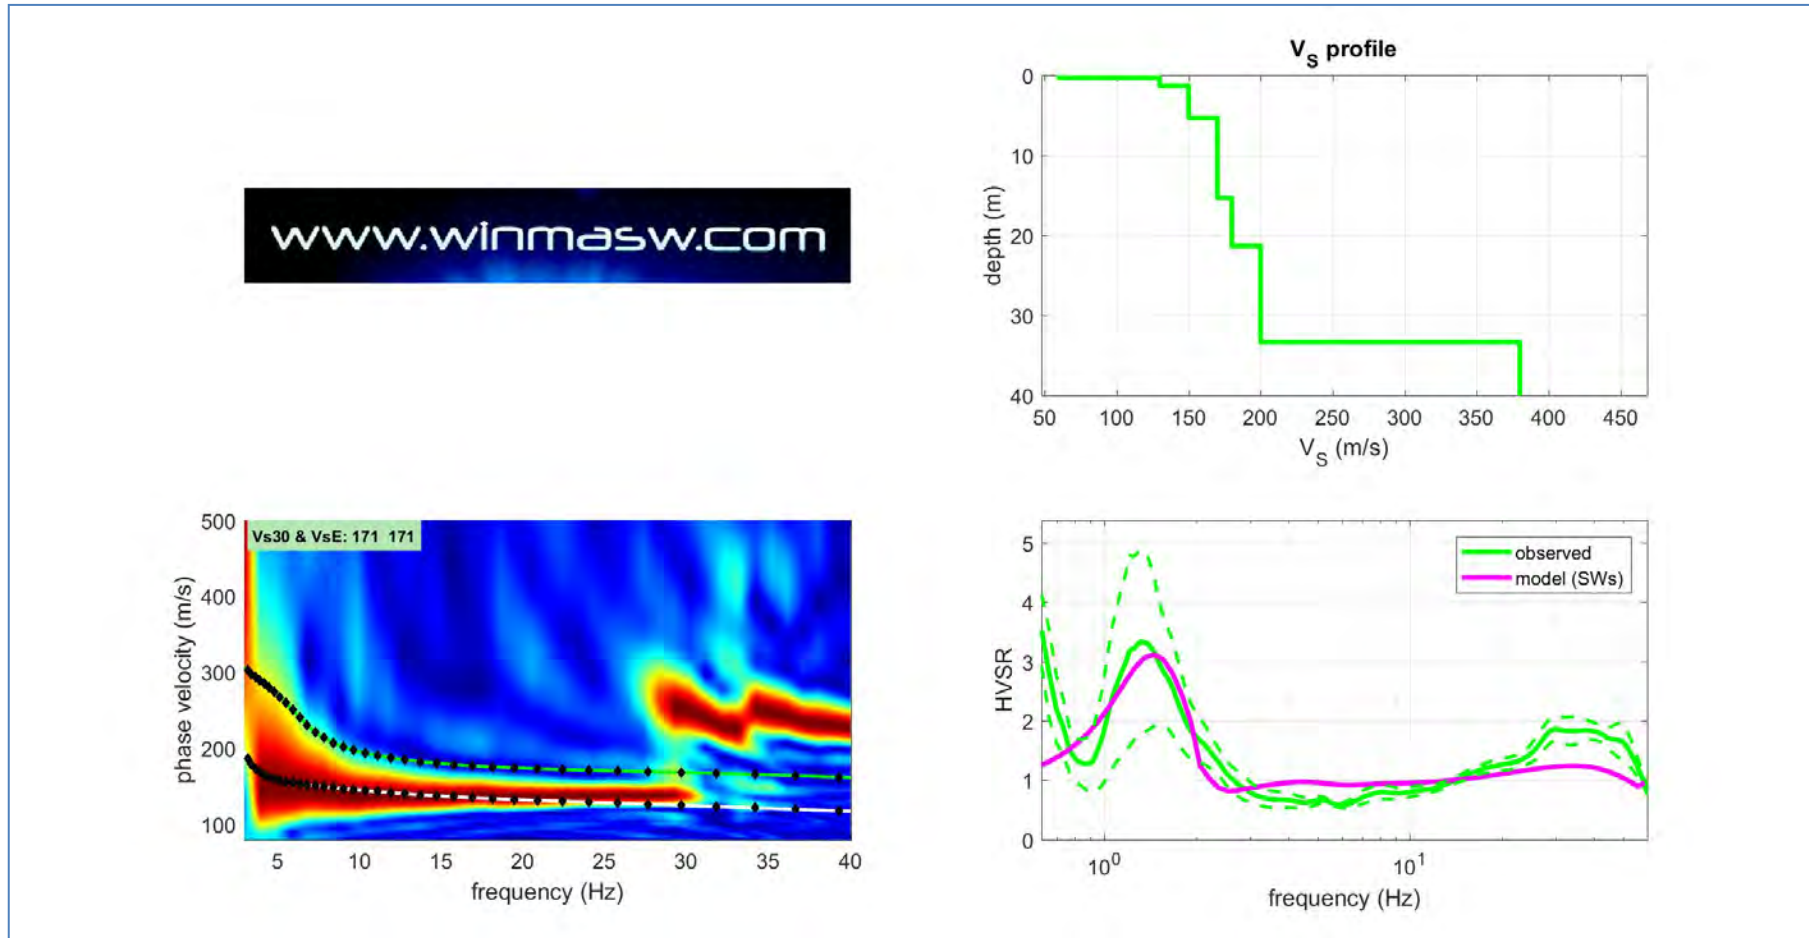 www.winmasw.com
V_S profile
0
10
20
30
40
depth (m)
50 100 150 200 250 300 350 400 450
V_S (m/s)
Vs30 & VsE: 171 171
500
400
300
200
100
phase velocity (m/s)
5 10 15 20 25 30 35 40
frequency (Hz)
observed
model (SWs)
5
4
3
2
1
0
HVSR
10^0 10^1
frequency (Hz)